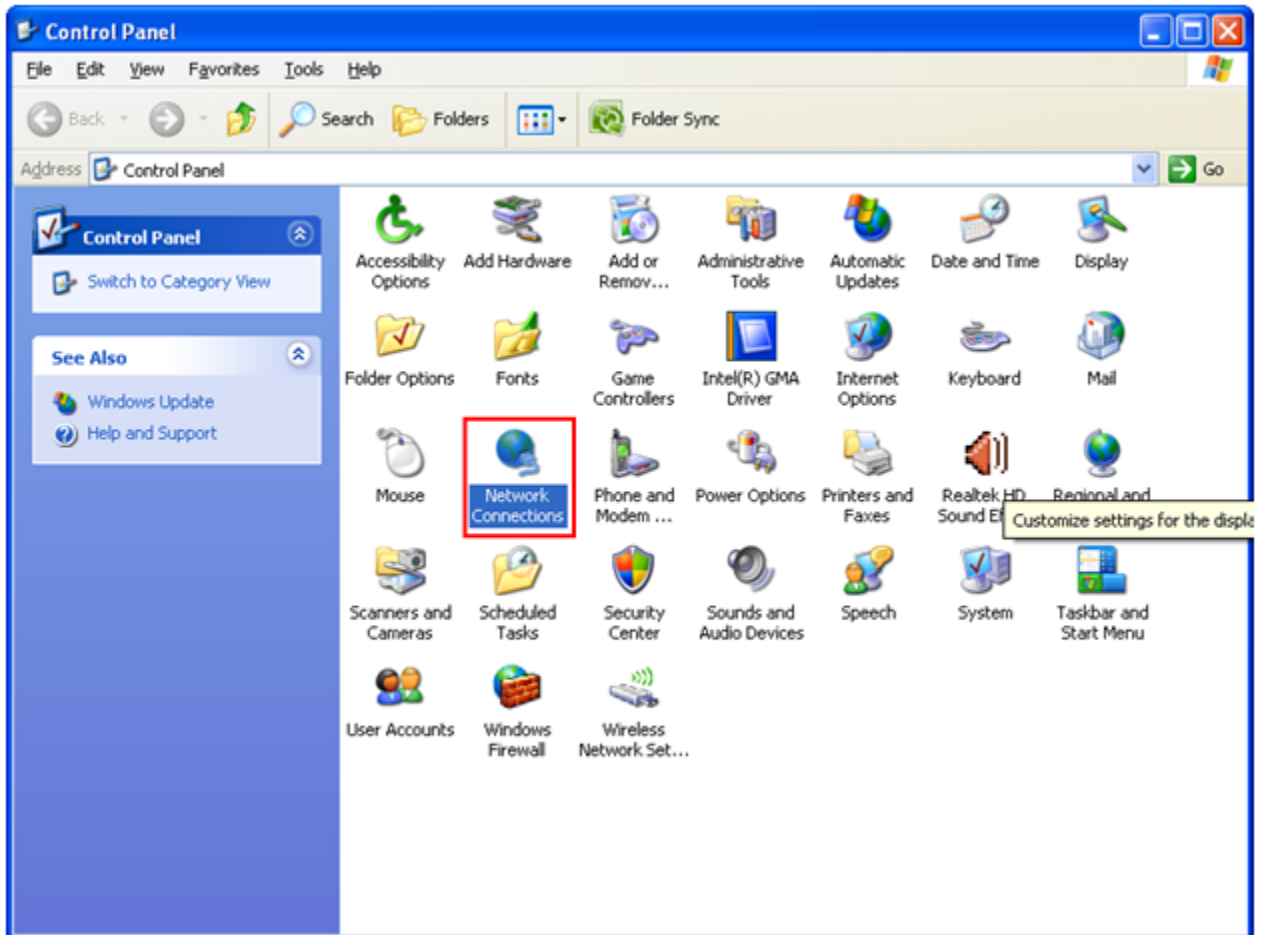 Control Panel
File Edit View Favorites Tools Help
Back Search Folders Folder Sync
Address Control Panel Go
Control Panel
Switch to Category View
See Also
Windows Update
Help and Support
Accessibility Options
Add Hardware
Add or Remov...
Administrative Tools
Automatic Updates
Date and Time
Display
Folder Options
Fonts
Game Controllers
Intel(R) GMA Driver
Internet Options
Keyboard
Mail
Mouse
Network Connections
Phone and Modem ...
Power Options
Printers and Faxes
Realtek HD Sound
Regional and
Customize settings for the
Scanners and Cameras
Scheduled Tasks
Security Center
Sounds and Audio Devices
Speech
System
Taskbar and Start Menu
User Accounts
Windows Firewall
Wireless Network Set...